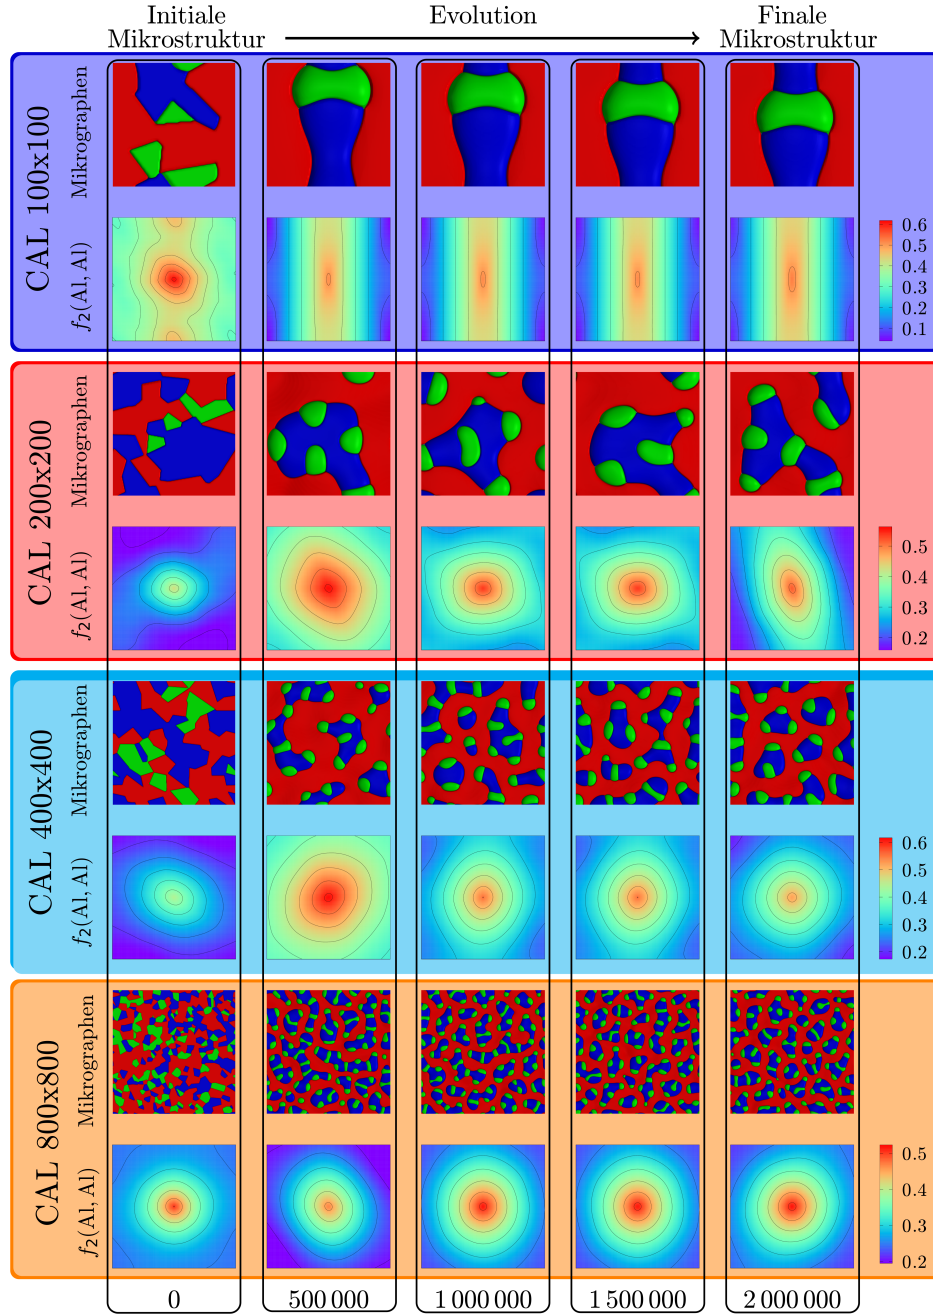 Initiale
Mikrostruktur
Evolution
Finale
Mikrostruktur
CAL 100x100
Mikrographen
f₂(Al, Al)
0.6
0.5
0.4
0.3
0.2
0.1
CAL 200x200
Mikrographen
f₂(Al, Al)
0.5
0.4
0.3
0.2
CAL 400x400
Mikrographen
f₂(Al, Al)
0.6
0.5
0.4
0.3
0.2
CAL 800x800
Mikrographen
f₂(Al, Al)
0.5
0.4
0.3
0.2
0
500 000
1 000 000
1 500 000
2 000 000